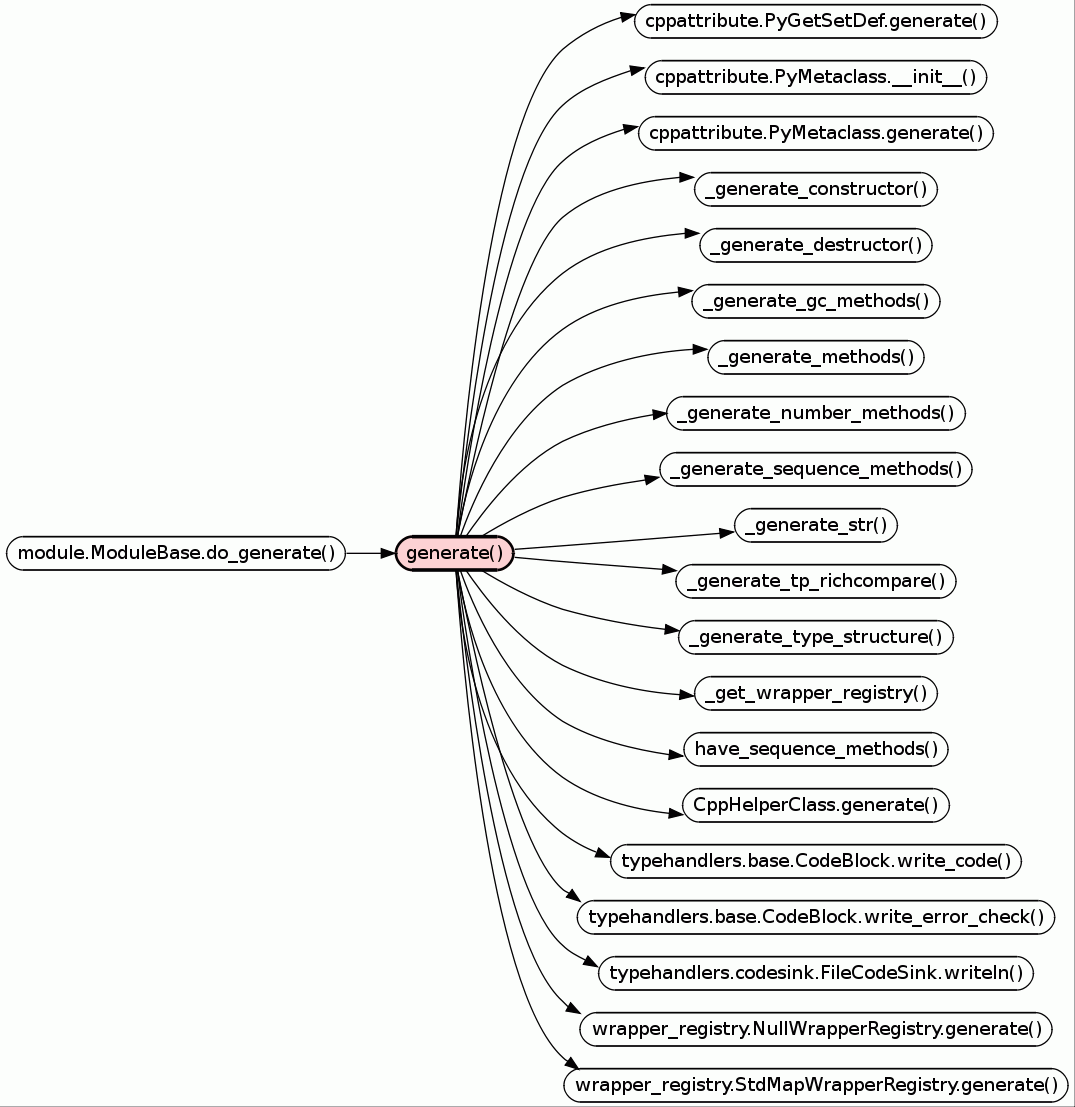 cppattribute.PyGetSetDef.generate()
cppattribute.PyMetaclass.__init__()
cppattribute.PyMetaclass.generate()
_generate_constructor()
_generate_destructor()
_generate_gc_methods()
_generate_methods()
_generate_number_methods()
_generate_sequence_methods()
_generate_str()
module.ModuleBase.do_generate()
generate()
_generate_tp_richcompare()
_generate_type_structure()
_get_wrapper_registry()
have_sequence_methods()
CppHelperClass.generate()
typehandlers.base.CodeBlock.write_code()
typehandlers.base.CodeBlock.write_error_check()
typehandlers.codesink.FileCodeSink.writeln()
wrapper_registry.NullWrapperRegistry.generate()
wrapper_registry.StdMapWrapperRegistry.generate()